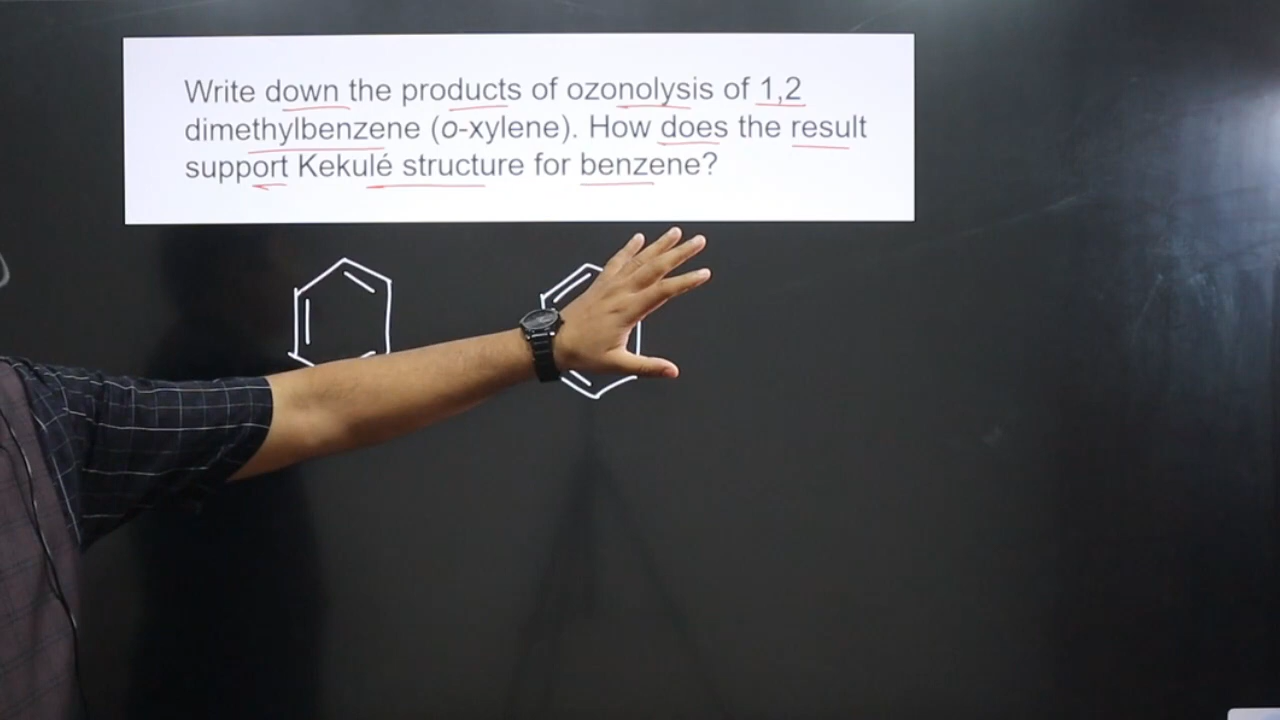 Write down the products of ozonolysis of 1,2
dimethylbenzene (o-xylene). How does the result
support Kekulé structure for benzene?